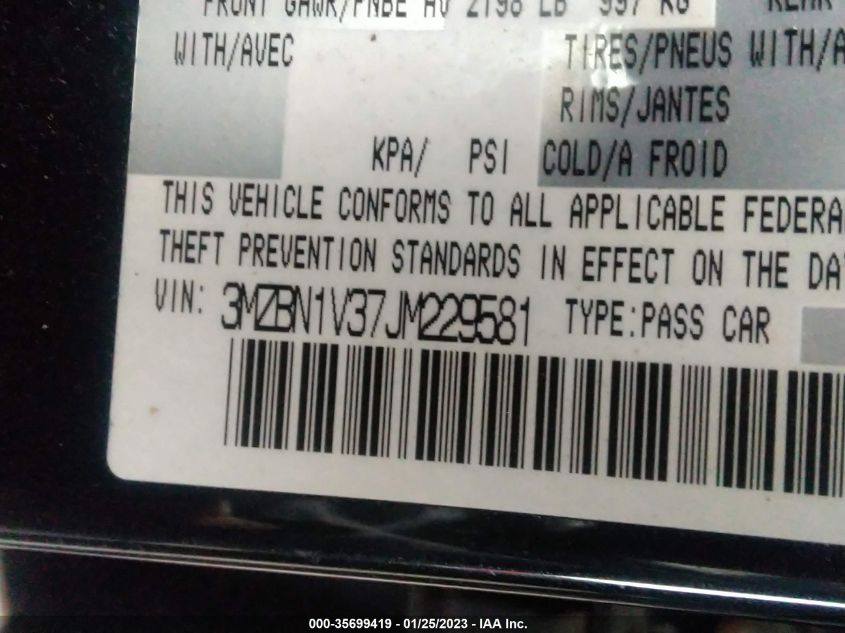 FRONT GAWR/PNBE AV 2198 LB 997 KG REAR
WITH/AVEC TIRES/PNEUS WITH/A
RIMS/JANTES
KPA/ PSI COLD/A FROID
THIS VEHICLE CONFORMS TO ALL APPLICABLE FEDERA
THEFT PREVENTION STANDARDS IN EFFECT ON THE DA
VIN: 3MZBN1V37JM229581 TYPE:PASS CAR
000-35699419 - 01/25/2023 - IAA Inc.